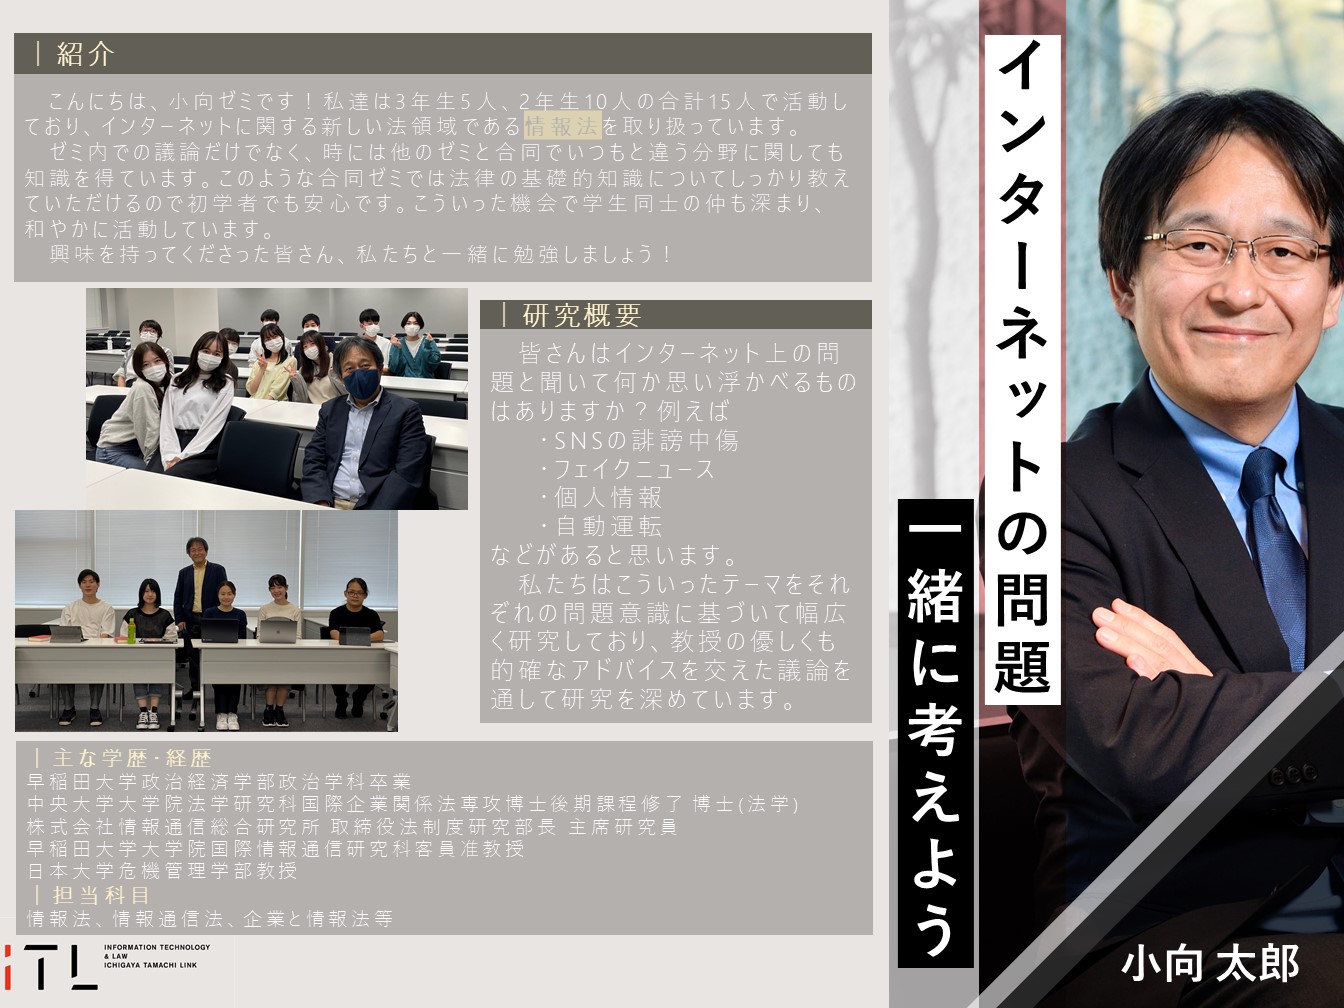 ｜紹介
こんにちは、小向ゼミです！私達は3年生5人、2年生10人の合計15人で活動し
ており、インターネットに関する新しい法領域である情報法を取り扱っています。
ゼミ内での議論だけでなく、時には他のゼミと合同でいつもと違う分野に関しても
知識を得ています。このような合同ゼミでは法律の基礎的知識についてしっかり教え
ていただけるので初学者でも安心です。こういった機会で学生同士の仲も深まり、
和やかに活動しています。
興味を持ってくださった皆さん、私たちと一緒に勉強しましょう！
｜研究概要
皆さんはインターネット上の問
題と聞いて何か思い浮かべるもの
はありますか？例えば
・SNSの誹謗中傷
・フェイクニュース
・個人情報
・自動運転
などがあると思います。
私たちはこういったテーマをそれ
ぞれの問題意識に基づいて幅広
く研究しており、教授の優しくも
的確なアドバイスを交えた議論を
通して研究を深めています。
｜主な学歴・経歴
早稲田大学政治経済学部政治学科卒業
中央大学大学院法学研究科国際企業関係法専攻博士後期課程修了 博士(法学)
株式会社情報通信総合研究所 取締役法制度研究部長 主席研究員
早稲田大学大学院国際情報通信研究科客員准教授
日本大学危機管理学部教授
｜担当科目
情報法、情報通信法、企業と情報法等
iTL
INFORMATION TECHNOLOGY
& LAW
ICHIGAYA TAMACHI LINK
インターネットの問題
一緒に考えよう
小向 太郎